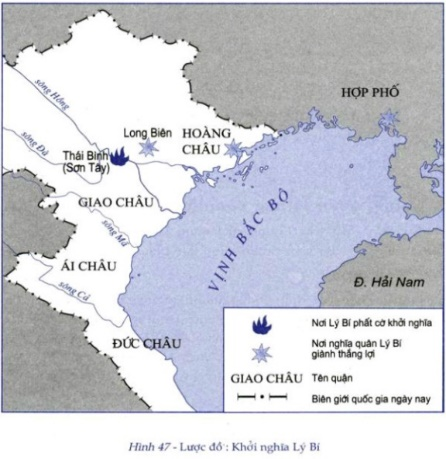 HỢP PHỐ
sông Hồng
Long Biên
HOÀNG
CHÂU
sông Đà
Thái Bình
(Sơn Tây)
GIAO CHÂU
sông Mã
VỊNH BẮC BỘ
ÁI CHÂU
Đ. Hải Nam
sông Cả
ĐỨC CHÂU
Nơi Lý Bí phất cờ khởi nghĩa
Nơi nghĩa quân Lý Bí
giành thắng lợi
GIAO CHÂU Tên quận
Biên giới quốc gia ngày nay
Hình 47 - Lược đồ : Khởi nghĩa Lý Bí